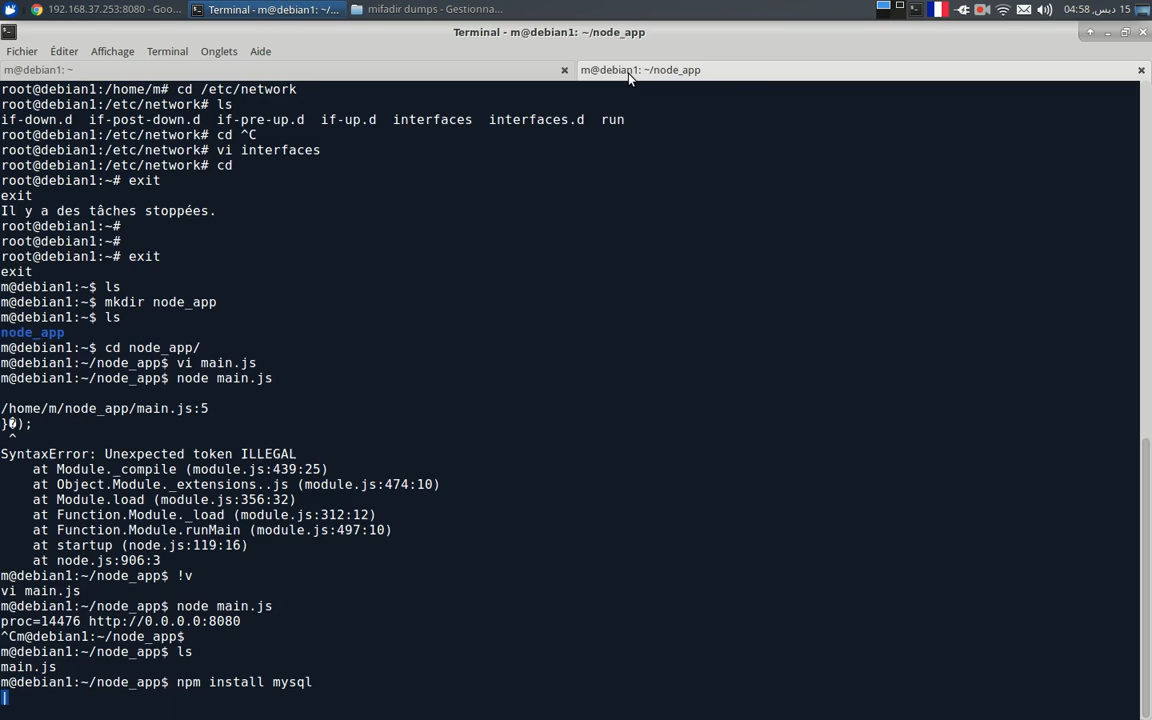 192.168.37.253:8080 - Goo...
Terminal - m@debian1: ~/...
mifadir dumps - Gestionna...
15 ديس, 04:58
Terminal - m@debian1: ~/node_app
Fichier Éditer Affichage Terminal Onglets Aide
m@debian1: ~
m@debian1: ~/node_app
root@debian1:/home/m# cd /etc/network
root@debian1:/etc/network# ls
if-down.d  if-post-down.d  if-pre-up.d  if-up.d  interfaces  interfaces.d  run
root@debian1:/etc/network# cd ^C
root@debian1:/etc/network# vi interfaces
root@debian1:/etc/network# cd
root@debian1:~# exit
exit
Il y a des tâches stoppées.
root@debian1:~#
root@debian1:~#
root@debian1:~# exit
exit
m@debian1:~$ ls
m@debian1:~$ mkdir node_app
m@debian1:~$ ls
node_app
m@debian1:~$ cd node_app/
m@debian1:~/node_app$ vi main.js
m@debian1:~/node_app$ node main.js
/home/m/node_app/main.js:5
}�);
^
SyntaxError: Unexpected token ILLEGAL
    at Module._compile (module.js:439:25)
    at Object.Module._extensions..js (module.js:474:10)
    at Module.load (module.js:356:32)
    at Function.Module._load (module.js:312:12)
    at Function.Module.runMain (module.js:497:10)
    at startup (node.js:119:16)
    at node.js:906:3
m@debian1:~/node_app$ !v
vi main.js
m@debian1:~/node_app$ node main.js
proc=14476 http://0.0.0.0:8080
^Cm@debian1:~/node_app$
m@debian1:~/node_app$ ls
main.js
m@debian1:~/node_app$ npm install mysql
|